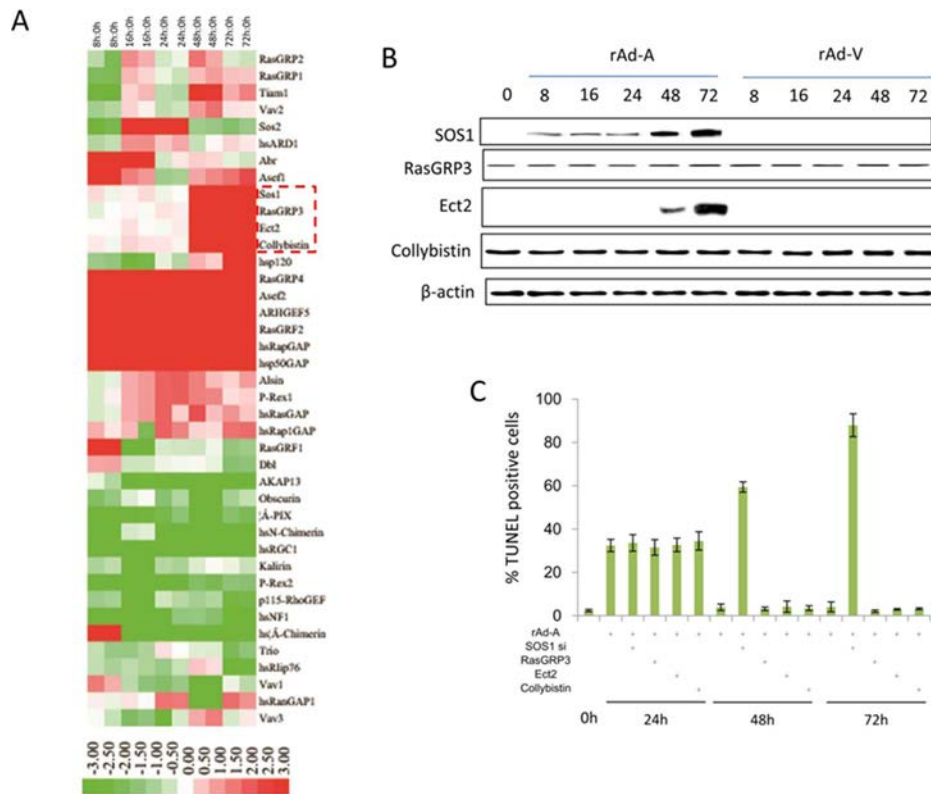 A
8h:0h
8h:0h
16h:0h
16h:0h
24h:0h
24h:0h
48h:0h
48h:0h
72h:0h
72h:0h
RasGRP2
RasGRP1
Tiam1
Vav2
Sos2
hsARD1
Abr
Asef1
Sos1
RasGRP3
Ect2
Collybistin
hsp120
RasGRP4
Asef2
ARHGEF5
RasGRF2
hsRapGAP
hsp50GAP
Alsin
P-Rex1
hsRasGAP
hsRap1GAP
RasGRF1
Dbl
AKAP13
Obscurin
¦Á-PIX
hsN-Chimerin
hsRGC1
Kalirin
P-Rex2
p115-RhoGEF
hsNF1
hs¦Á-Chimerin
Trio
hsRlip76
Vav1
hsRanGAP1
Vav3
-3.00
-2.50
-2.00
-1.50
-1.00
-0.50
0.00
0.50
1.00
1.50
2.00
2.00
3.00
B
rAd-A rAd-V
0 8 16 24 48 72 8 16 24 48 72
SOS1
RasGRP3
Ect2
Collybistin
β-actin
C
% TUNEL positive cells
100
80
60
40
20
0
rAd-A
SOS1 si
RasGRP3
Ect2
Collybistin
0h 24h 48h 72h